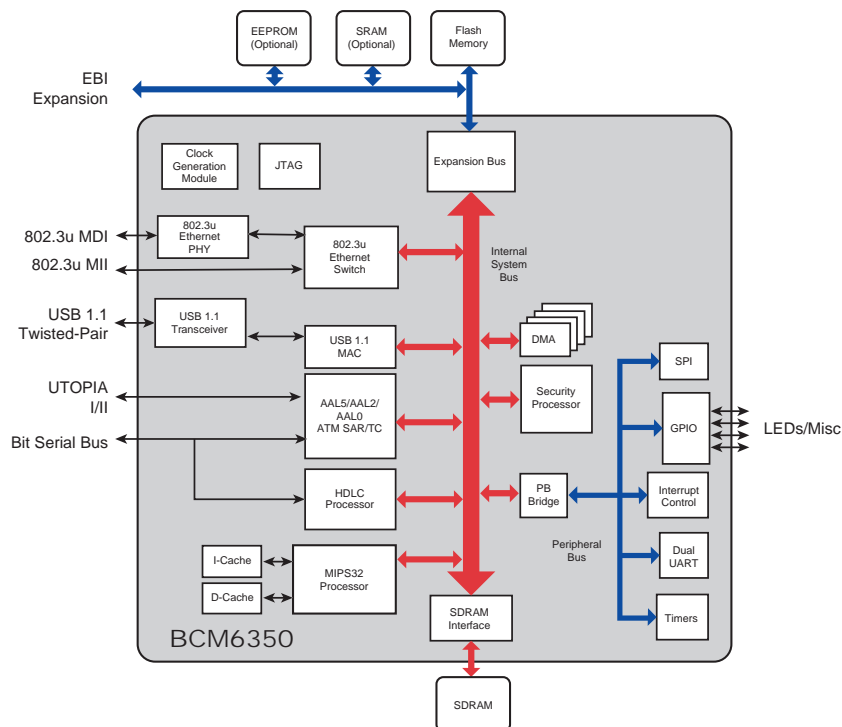 EEPROM
(Optional)
SRAM
(Optional)
Flash
Memory
EBI
Expansion
Clock
Generation
Module
JTAG
Expansion Bus
802.3u MDI
802.3u
Ethernet
PHY
802.3u
Ethernet
Switch
802.3u MII
Internal
System
Bus
USB 1.1
Twisted-Pair
USB 1.1
Transceiver
USB 1.1
MAC
DMA
SPI
UTOPIA
I/II
AAL5/AAL2/
AAL0
ATM SAR/TC
Security
Processor
GPIO
LEDs/Misc
Bit Serial Bus
HDLC
Processor
PB
Bridge
Interrupt
Control
Peripheral
Bus
Dual
UART
I-Cache
D-Cache
MIPS32
Processor
SDRAM
Interface
Timers
BCM6350
SDRAM